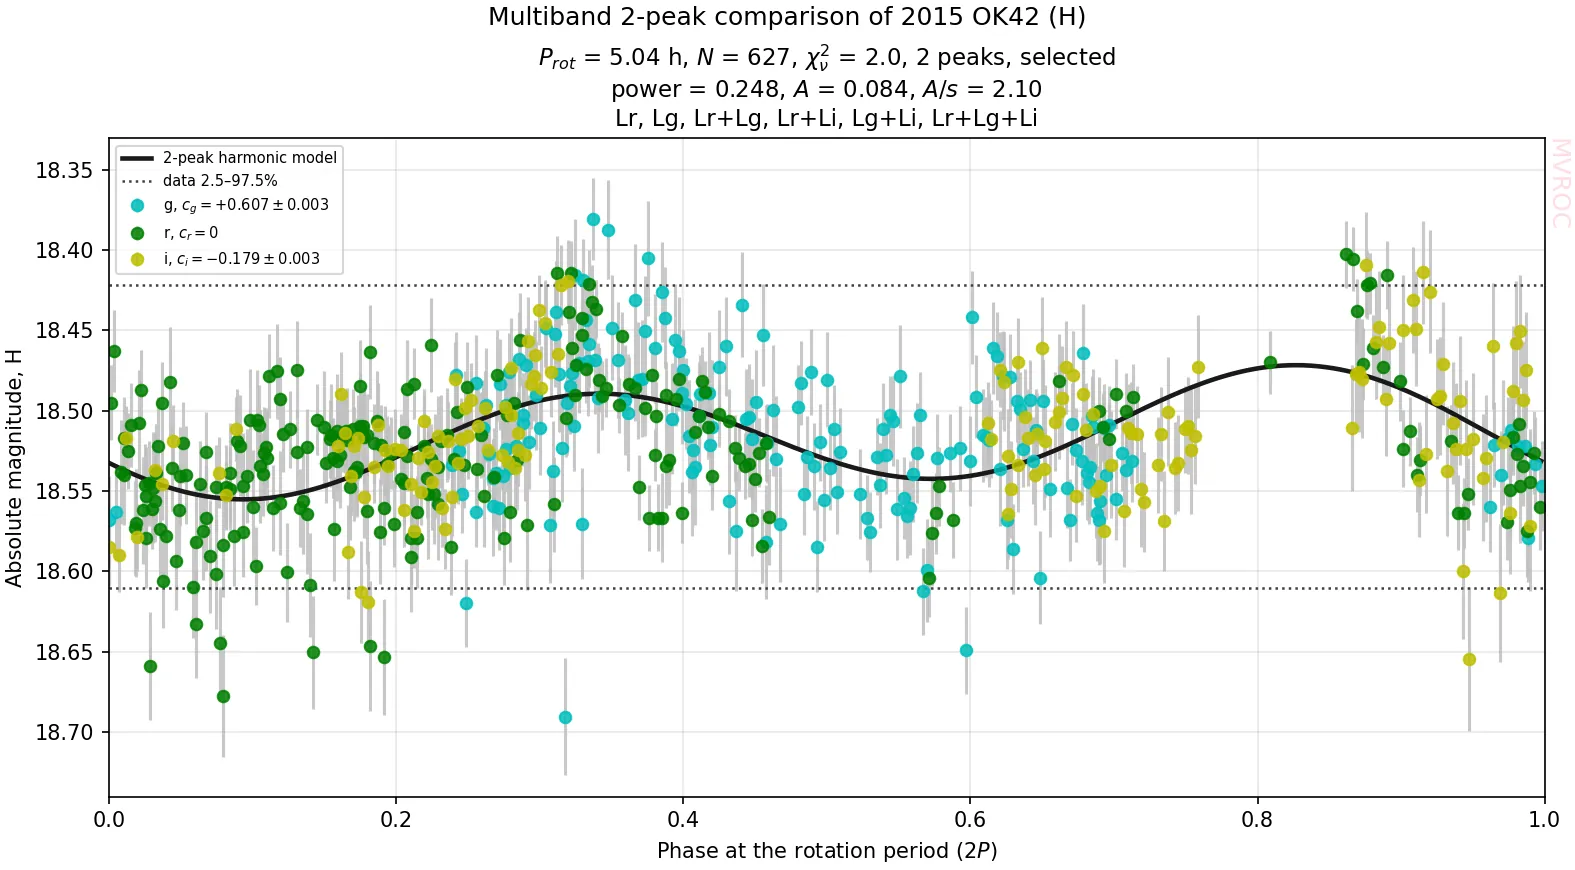 Multiband 2-peak comparison of 2015 OK42 (H)
P_rot = 5.04 h, N = 627, χ²_ν = 2.0, 2 peaks, selected
power = 0.248, A = 0.084, A/s = 2.10
Lr, Lg, Lr+Lg, Lr+Li, Lg+Li, Lr+Lg+Li
2-peak harmonic model
data 2.5–97.5%
g, c_g = +0.607 ± 0.003
r, c_r = 0
i, c_i = −0.179 ± 0.003
MVROC
Absolute magnitude, H
18.35
18.40
18.45
18.50
18.55
18.60
18.65
18.70
0.0 0.2 0.4 0.6 0.8 1.0
Phase at the rotation period (2P)